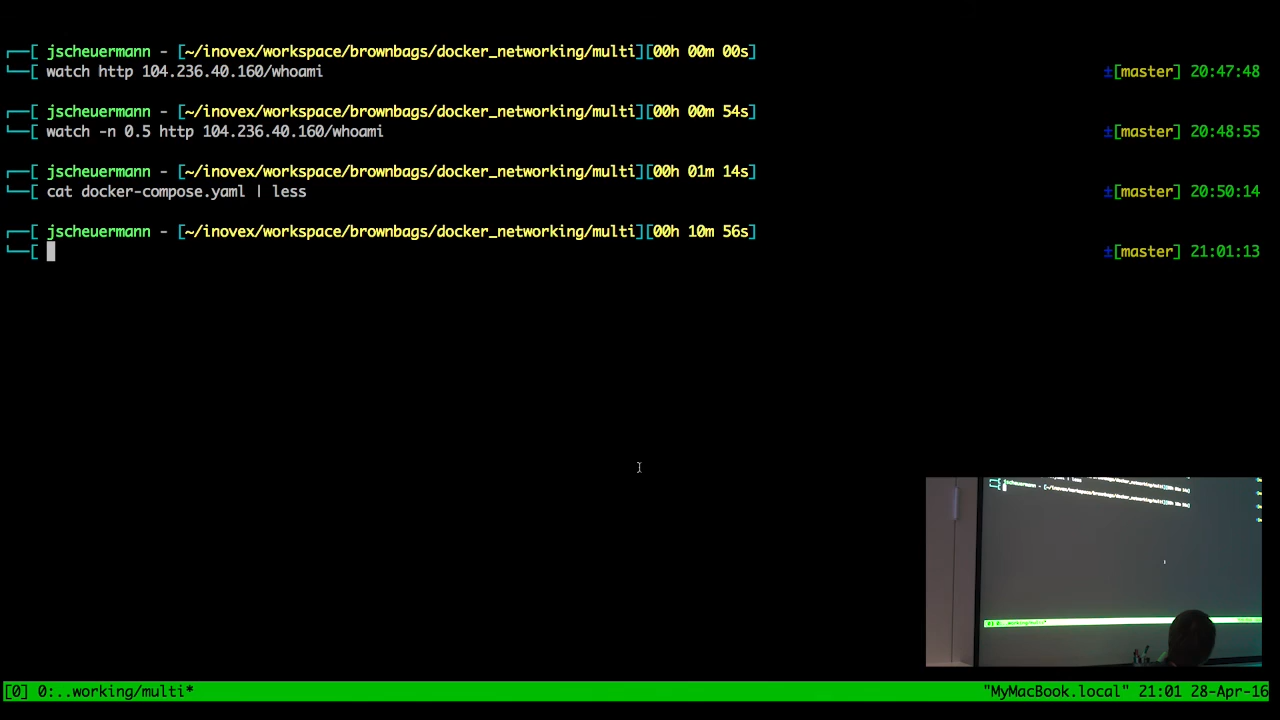 ┌──[ jscheuermann - [~/inovex/workspace/brownbags/docker_networking/multi][00h 00m 00s]
└──[ watch http 104.236.40.160/whoami ±[master] 20:47:48
┌──[ jscheuermann - [~/inovex/workspace/brownbags/docker_networking/multi][00h 00m 54s]
└──[ watch -n 0.5 http 104.236.40.160/whoami ±[master] 20:48:55
┌──[ jscheuermann - [~/inovex/workspace/brownbags/docker_networking/multi][00h 01m 14s]
└──[ cat docker-compose.yaml | less ±[master] 20:50:14
┌──[ jscheuermann - [~/inovex/workspace/brownbags/docker_networking/multi][00h 10m 56s]
└──[ ±[master] 21:01:13
[0] 0:..working/multi* "MyMacBook.local" 21:01 28-Apr-16